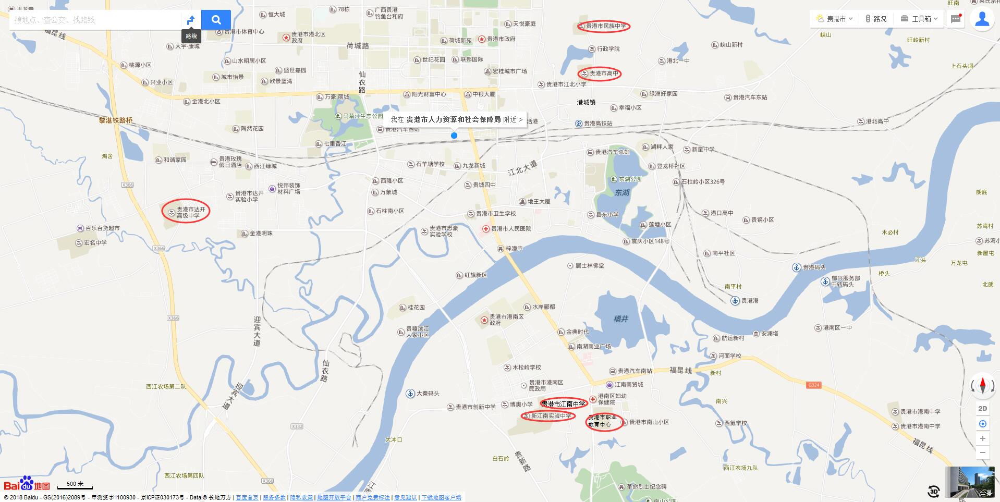 正龙寺
恒大城
78栋
广西贵港
钓鱼台和府
旺南
搜地点、查公交、找路线
路线
天悦豪庭
贵港市民族中学
贵港市
路况
工具箱
福昆线
贵港市体育中心
贵港市港北区
政府
荷城新苑
贵港市政府
峡山
旺岭新村
大宇·康城
荷城路
行政学院
峡山新村
桃源小区
山水明居小区
世纪花园
联邦国际
港北一中
上石头垌
盛世嘉园
仙衣路
宏桂城市广场
贵港市高中
兴业小区
城市怡景
欧景蓝湾
贵港市江北小学
金港北小区
万豪·丽城
阳光财富中心
中银大厦
港城镇
绿洲好家园
贵港汽车东站
幸福小区
黎湛铁路桥
马草江生态公园
我在 贵港市人力资源和社会保障局 附近 >
活港
贵港高铁站
港北高中
陶然花园
贵港汽车西站
七里香江
鸡舍
和谐家园
贵港玫瑰
假日酒店
西江绿城
石羊塘学校
九龙新城
江北大道
贵港汽车总站
湖畔人家
新星中学
登龙桥社区
X366
悦邦装饰
材料广场
西隆小区
万象城
贵城四中
东湖公园
东湖
石柱岭小区326号
朗底
贵港市达开
实验小学
地王大厦
贵港市达开
高级中学
石柱南小区
贵港市卫生学校
县东小学
港口高中
贵钢小区
百乐百货超市
宏名中学
金港明珠
贵港市忠豪
实验学校
贵港市人民医院
莲塘小区
木必村
苏湾村
苏湾小
X366
梓潼寺
震庆小区148号
南平社区
新屋屯
江头
万龙屯
红旗新区
居士林佛堂
贵港码头
桥头
郁兴服务部
中转码头
北朗
南平村
贵港港
X366
迎宾大道
桂花园
水岸郦都
贵港市港南区
政府
橘井
贵糖滨江
人家小区
金典时代
港南区一中
安澜塔
航运新村
南湖商业广场
河面学校
仙衣路
木松岭学校
贵港汽车南站
福昆线
新村
西江农场第二队
迎宾大道
大秦码头
贵港市港南区
民政局
江南商贸城
G324
港南区妇幼
保健院
贵港市创新中学
博奥小学
贵港市江南中学
南兴
2D
新江南实验中学
贵港市职业
教育中心
贵港市南山小区
西氮学校
贵港市港南中学
贵港市港南中学
X332
大冲口
福昆线
白石岭
贵新路
西江农场九队
西江农场第四队
X366
江南
革命烈士纪念碑
南山公园
Baidu地图
500 米
3D
全景
© 2018 Baidu - GS(2016)2089号 - 甲测资字1100930 - 京ICP证030173号 - Data © 长地万方 | 百度首页 | 服务条款 | 隐私政策 | 地图开放平台 | 商户免费标注 | 意见建议 | 下载地图客户端